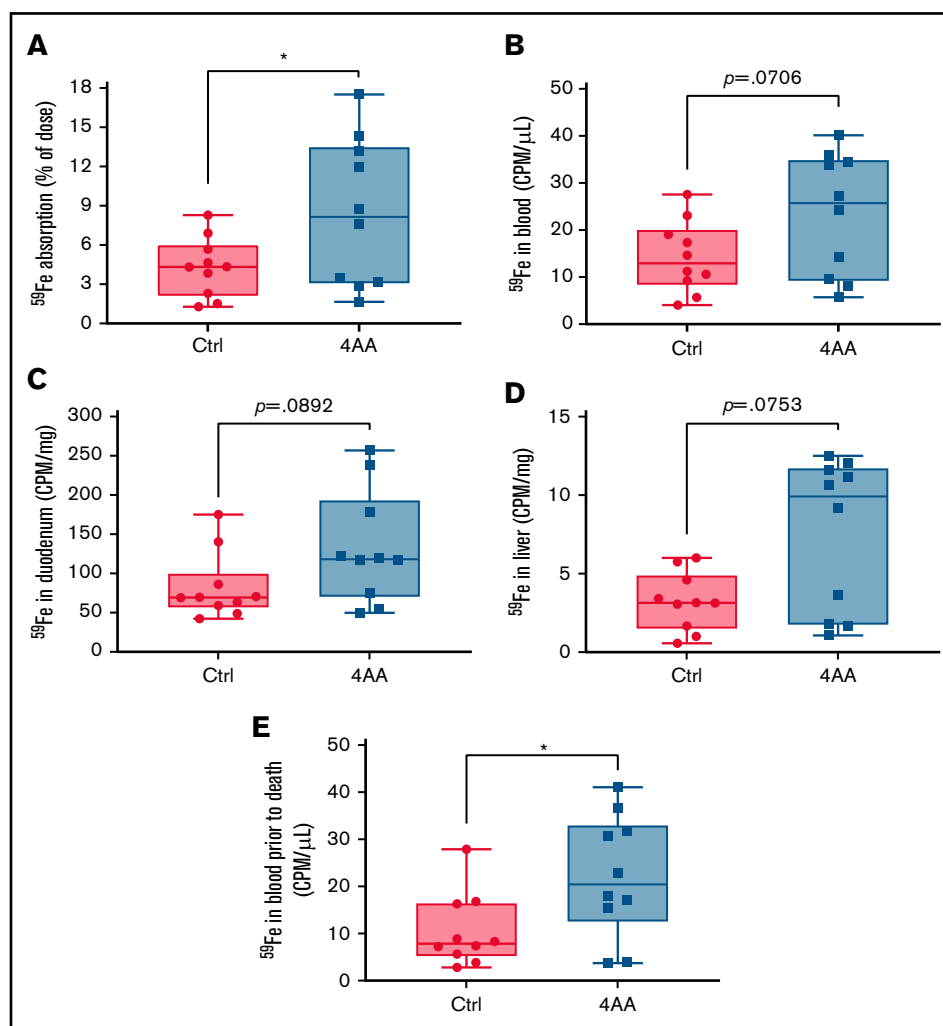 A
*
⁵⁹Fe absorption (% of dose)
18
15
12
9
6
3
0
Ctrl
4AA
B
p=.0706
⁵⁹Fe in blood (CPM/μL)
50
40
30
20
10
0
Ctrl
4AA
C
p=.0892
⁵⁹Fe in duodenum (CPM/mg)
300
250
200
150
100
50
0
Ctrl
4AA
D
p=.0753
⁵⁹Fe in liver (CPM/mg)
15
10
5
0
Ctrl
4AA
E
*
⁵⁹Fe in blood prior to death
(CPM/μL)
50
40
30
20
10
0
Ctrl
4AA